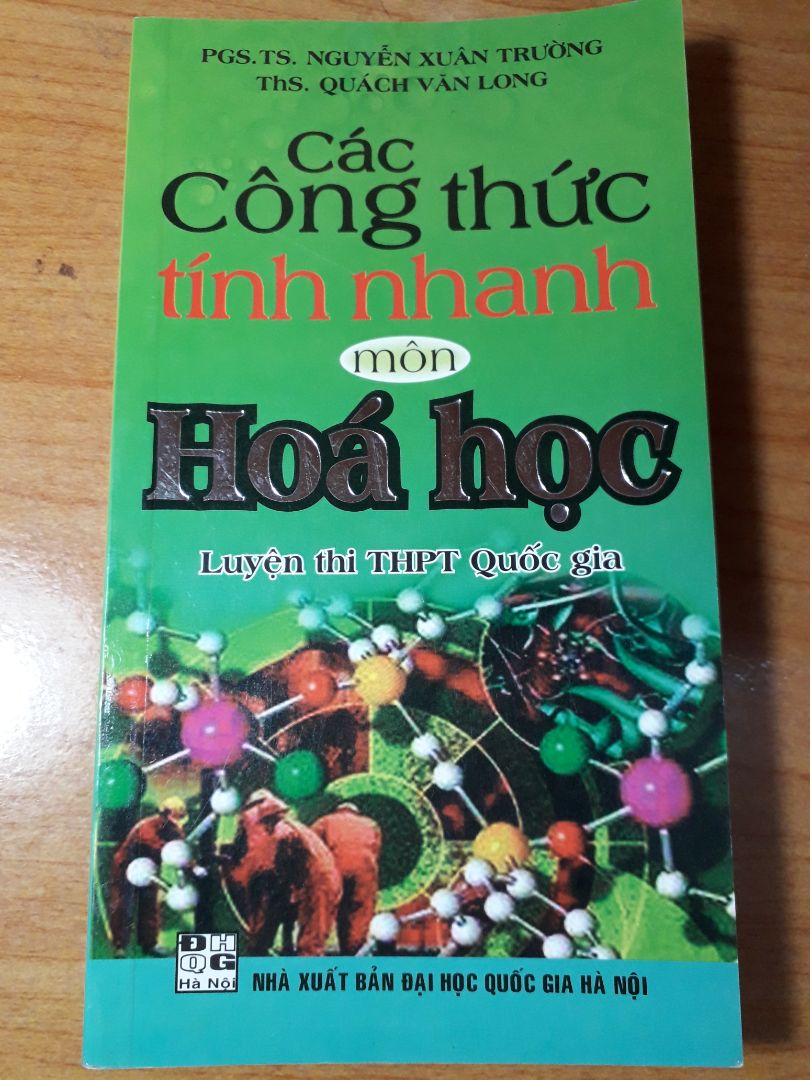 PGS.TS. NGUYỄN XUÂN TRƯỜNG
ThS. QUÁCH VĂN LONG
Các
Công thức
tính nhanh
môn
Hoá học
Luyện thi THPT Quốc gia
ĐH
QG
Hà Nội
NHÀ XUẤT BẢN ĐẠI HỌC QUỐC GIA HÀ NỘI